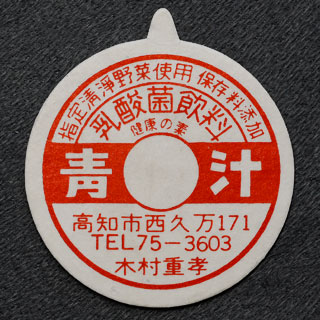 指定清浄野菜使用 保存料添加
乳酸菌飲料
健康の素
青汁
高知市西久万171
TEL75-3603
木村重孝